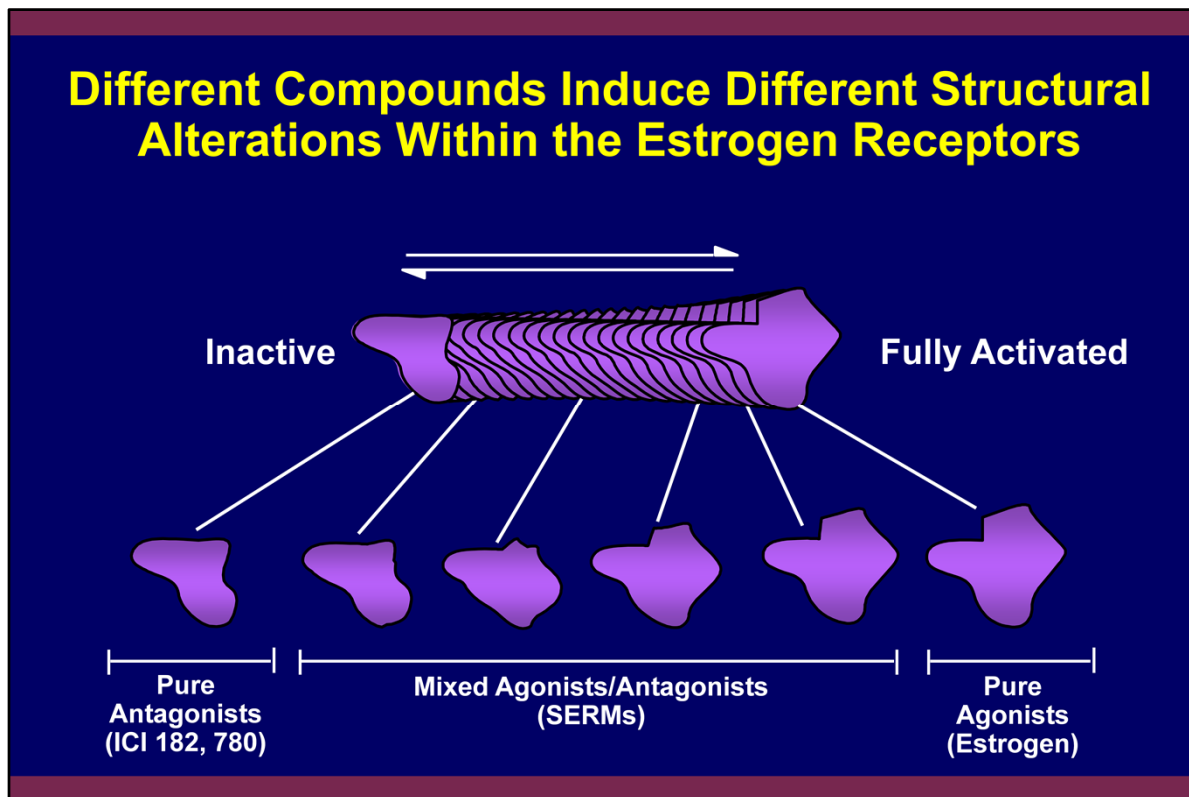 Different Compounds Induce Different Structural
Alterations Within the Estrogen Receptors
Inactive
Fully Activated
Pure
Antagonists
(ICI 182, 780)
Mixed Agonists/Antagonists
(SERMs)
Pure
Agonists
(Estrogen)